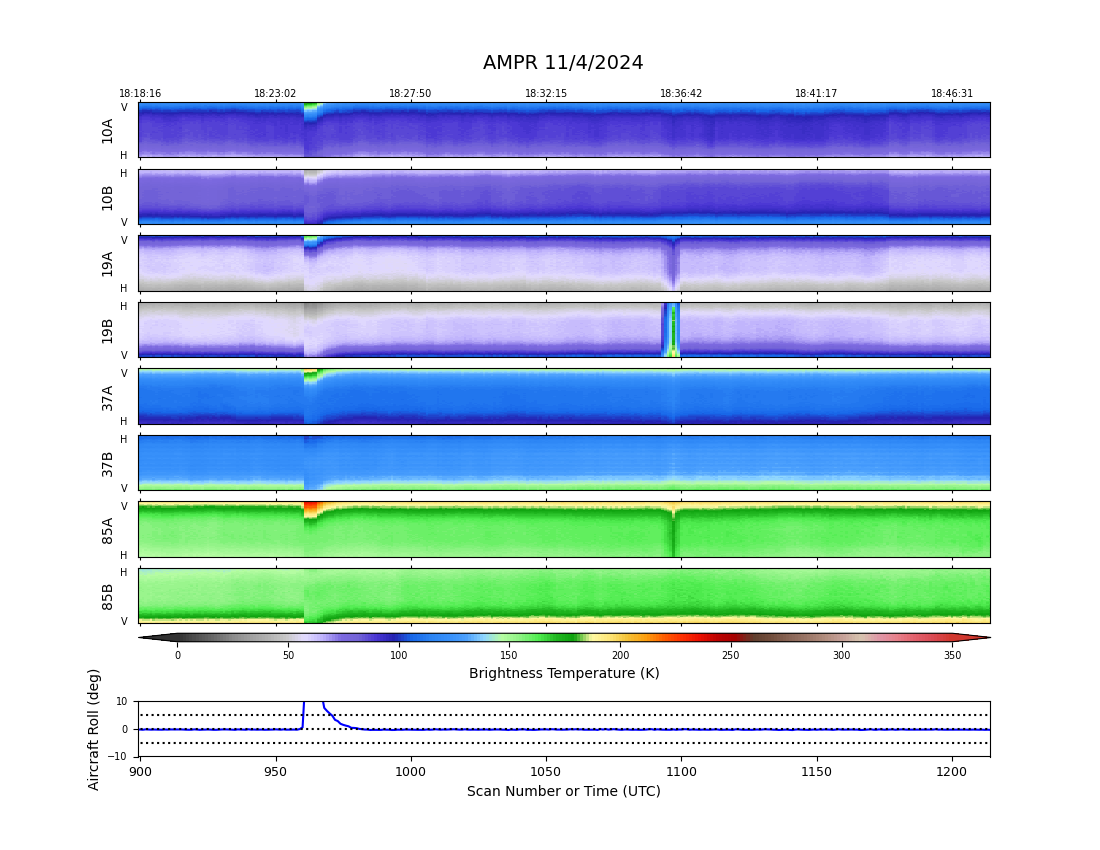 AMPR 11/4/2024
18:18:16 18:23:02 18:27:50 18:32:15 18:36:42 18:41:17 18:46:31
V
10A
H
H
10B
V
V
19A
H
H
19B
V
V
37A
H
H
37B
V
V
85A
H
H
85B
V
0 50 100 150 200 250 300 350
Brightness Temperature (K)
Aircraft Roll (deg)
10
0
−10
900 950 1000 1050 1100 1150 1200
Scan Number or Time (UTC)